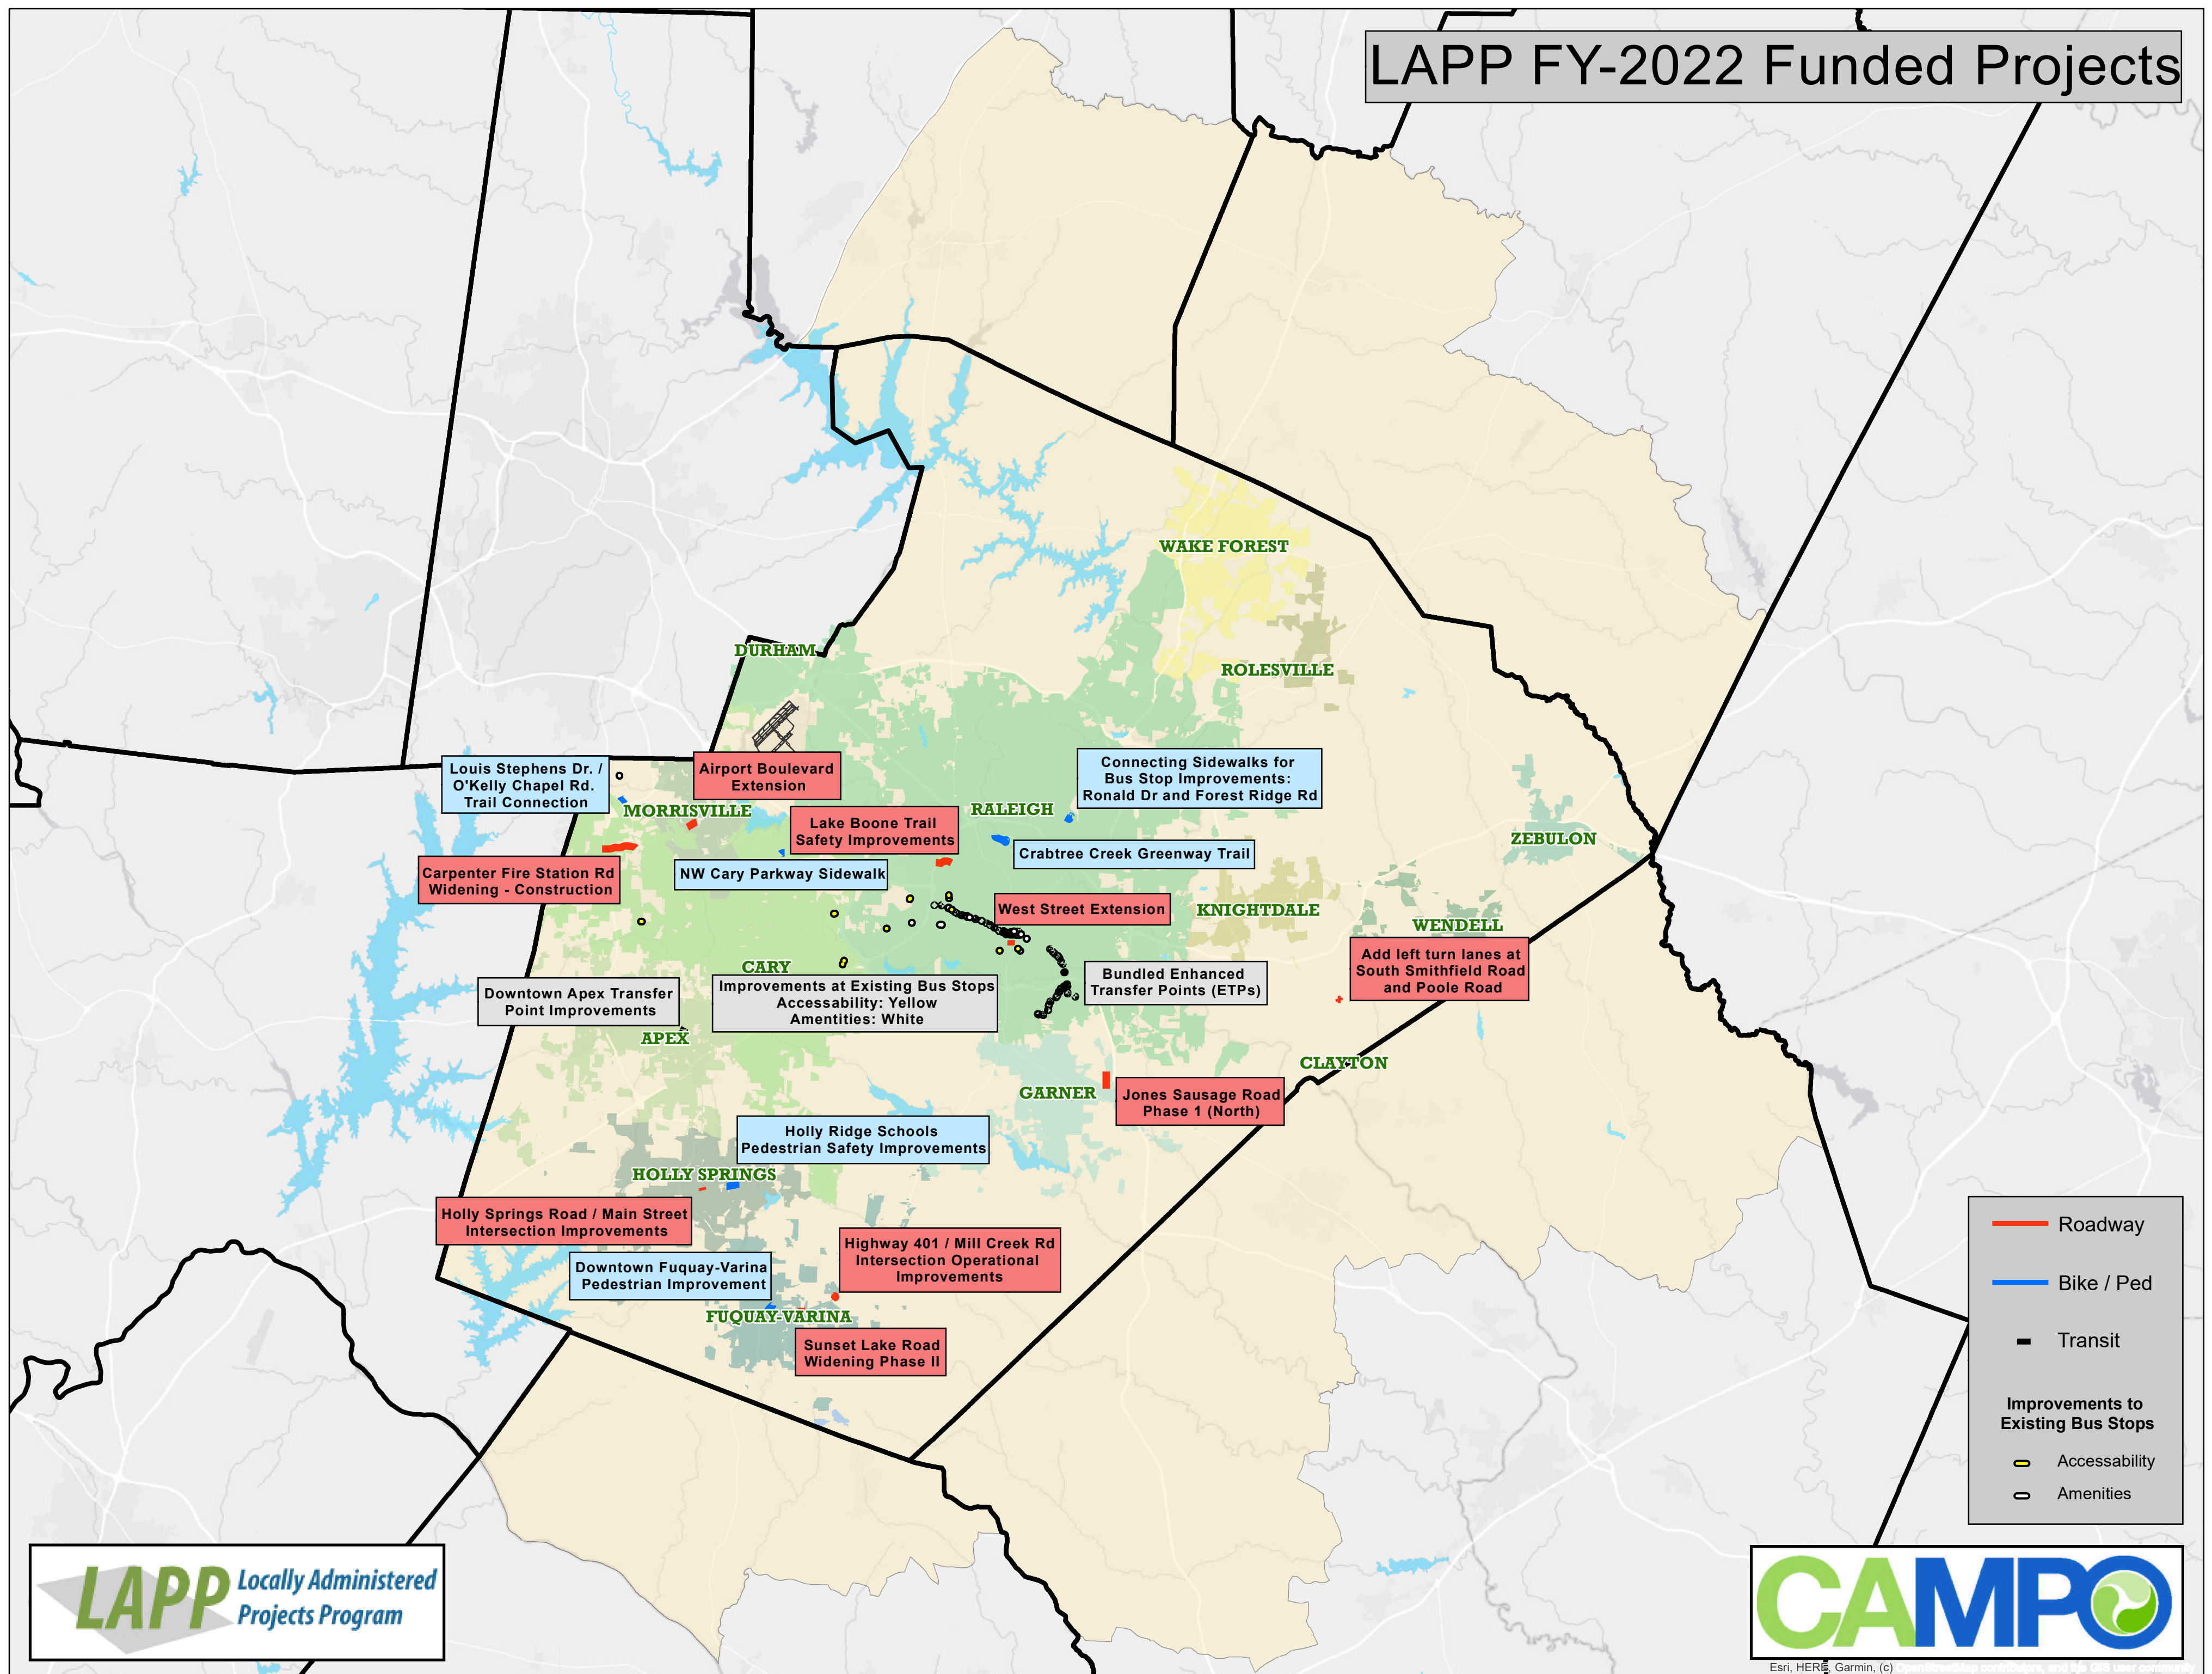 LAPP FY-2022 Funded Projects
WAKE FOREST
DURHAM
ROLESVILLE
Louis Stephens Dr. /
O'Kelly Chapel Rd.
Trail Connection
Airport Boulevard
Extension
Connecting Sidewalks for
Bus Stop Improvements:
Ronald Dr and Forest Ridge Rd
MORRISVILLE
RALEIGH
Lake Boone Trail
Safety Improvements
ZEBULON
Crabtree Creek Greenway Trail
Carpenter Fire Station Rd
Widening - Construction
NW Cary Parkway Sidewalk
West Street Extension
KNIGHTDALE
WENDELL
Add left turn lanes at
South Smithfield Road
and Poole Road
CARY
Downtown Apex Transfer
Point Improvements
Improvements at Existing Bus Stops
Accessability: Yellow
Amentities: White
Bundled Enhanced
Transfer Points (ETPs)
APEX
CLAYTON
GARNER
Jones Sausage Road
Phase 1 (North)
Holly Ridge Schools
Pedestrian Safety Improvements
HOLLY SPRINGS
Holly Springs Road / Main Street
Intersection Improvements
Highway 401 / Mill Creek Rd
Intersection Operational
Improvements
Downtown Fuquay-Varina
Pedestrian Improvement
FUQUAY-VARINA
Sunset Lake Road
Widening Phase II
Roadway
Bike / Ped
Transit
Improvements to
Existing Bus Stops
Accessability
Amenities
LAPP Locally Administered
Projects Program
CAMPO
Esri, HERE, Garmin, (c) OpenStreetMap contributors, and the GIS user community